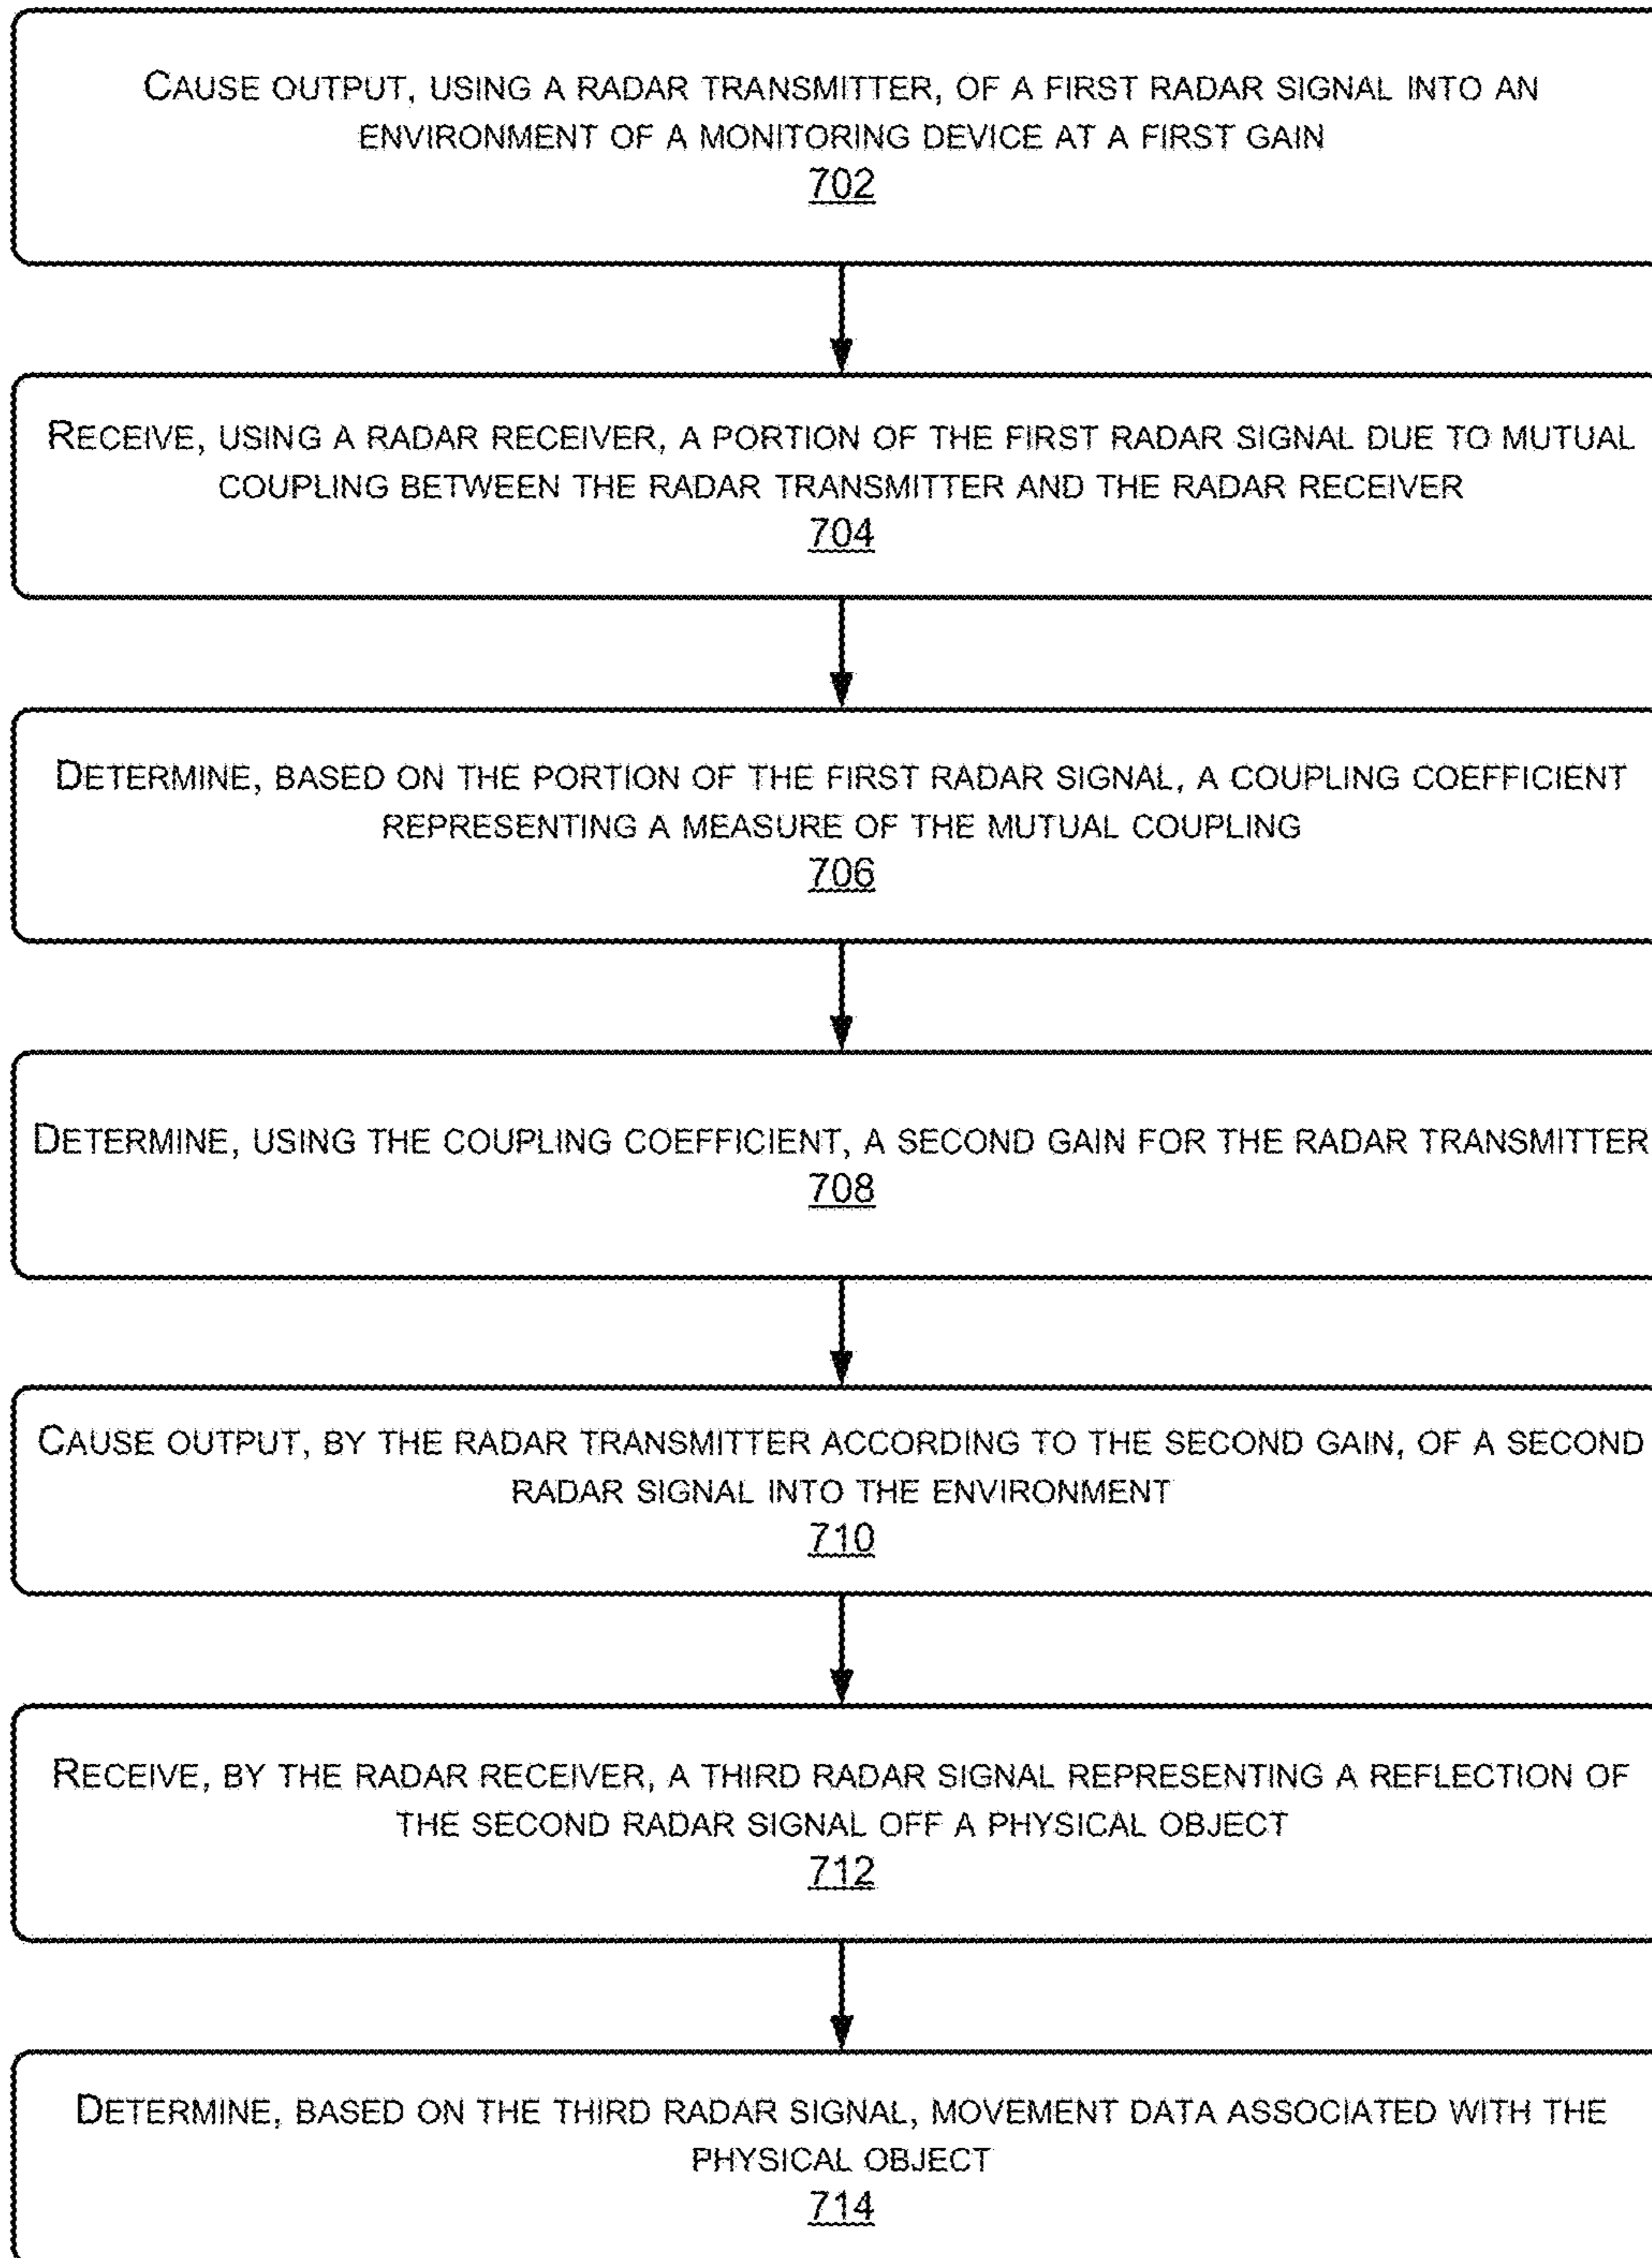 CAUSE OUTPUT, USING A RADAR TRANSMITTER, OF A FIRST RADAR SIGNAL INTO AN
ENVIRONMENT OF A MONITORING DEVICE AT A FIRST GAIN
702
RECEIVE, USING A RADAR RECEIVER, A PORTION OF THE FIRST RADAR SIGNAL DUE TO MUTUAL
COUPLING BETWEEN THE RADAR TRANSMITTER AND THE RADAR RECEIVER
704
DETERMINE, BASED ON THE PORTION OF THE FIRST RADAR SIGNAL, A COUPLING COEFFICIENT
REPRESENTING A MEASURE OF THE MUTUAL COUPLING
706
DETERMINE, USING THE COUPLING COEFFICIENT, A SECOND GAIN FOR THE RADAR TRANSMITTER
708
CAUSE OUTPUT, BY THE RADAR TRANSMITTER ACCORDING TO THE SECOND GAIN, OF A SECOND
RADAR SIGNAL INTO THE ENVIRONMENT
710
RECEIVE, BY THE RADAR RECEIVER, A THIRD RADAR SIGNAL REPRESENTING A REFLECTION OF
THE SECOND RADAR SIGNAL OFF A PHYSICAL OBJECT
712
DETERMINE, BASED ON THE THIRD RADAR SIGNAL, MOVEMENT DATA ASSOCIATED WITH THE
PHYSICAL OBJECT
714